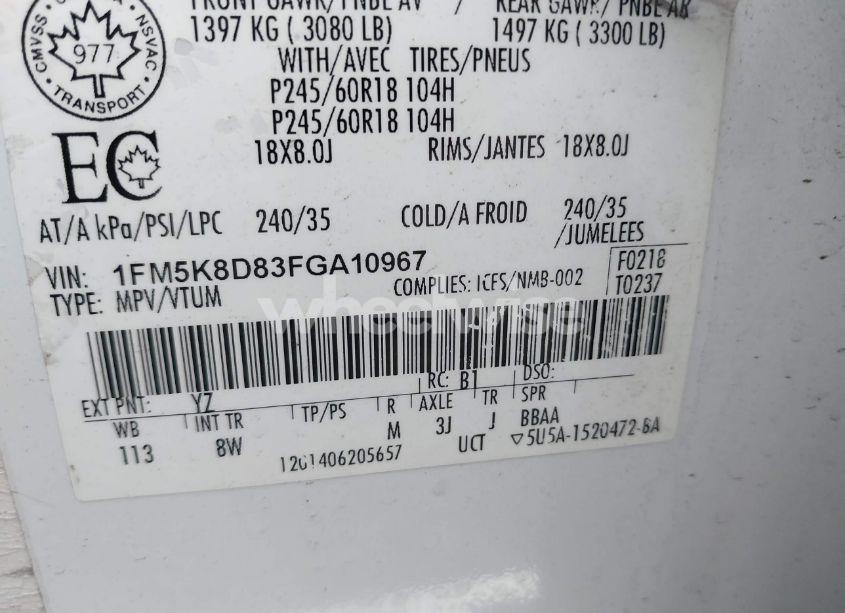 FRONT GAWR/ PNBE AV / REAR GAWR/ PNBE AR
1397 KG ( 3080 LB) 1497 KG ( 3300 LB)
WITH/AVEC TIRES/PNEUS
P245/60R18 104H
P245/60R18 104H
18X8.0J RIMS/JANTES 18X8.0J
CMVSS NSVAC
977
TRANSPORT
EC
AT/A kPa/PSI/LPC 240/35 COLD/A FROID 240/35
/JUMELEES
VIN: 1FM5K8D83FGA10967 F0218
TYPE: MPV/VTUM COMPLIES: ICES/NMB-002 T0237
wheelwise
EXT PNT: YZ RC: B1 DSO:
WB INT TR TP/PS R AXLE TR SPR
113 8W M 3J J BBAA
1201406205657 UCT ▽5U5A-1520472-BA